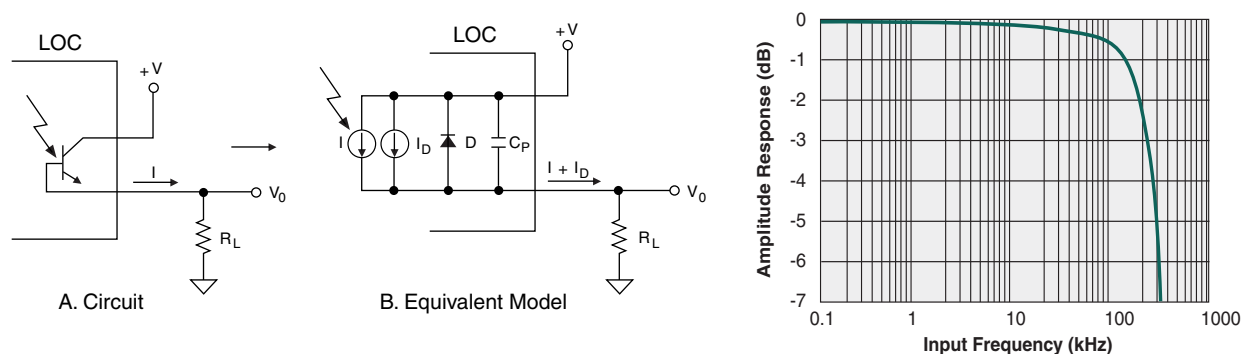 LOC
+V
I
V0
RL
A. Circuit
LOC
+V
I
ID
D
CP
I + ID
V0
RL
B. Equivalent Model
Amplitude Response (dB)
0
-1
-2
-3
-4
-5
-6
-7
0.1
1
10
100
1000
Input Frequency (kHz)